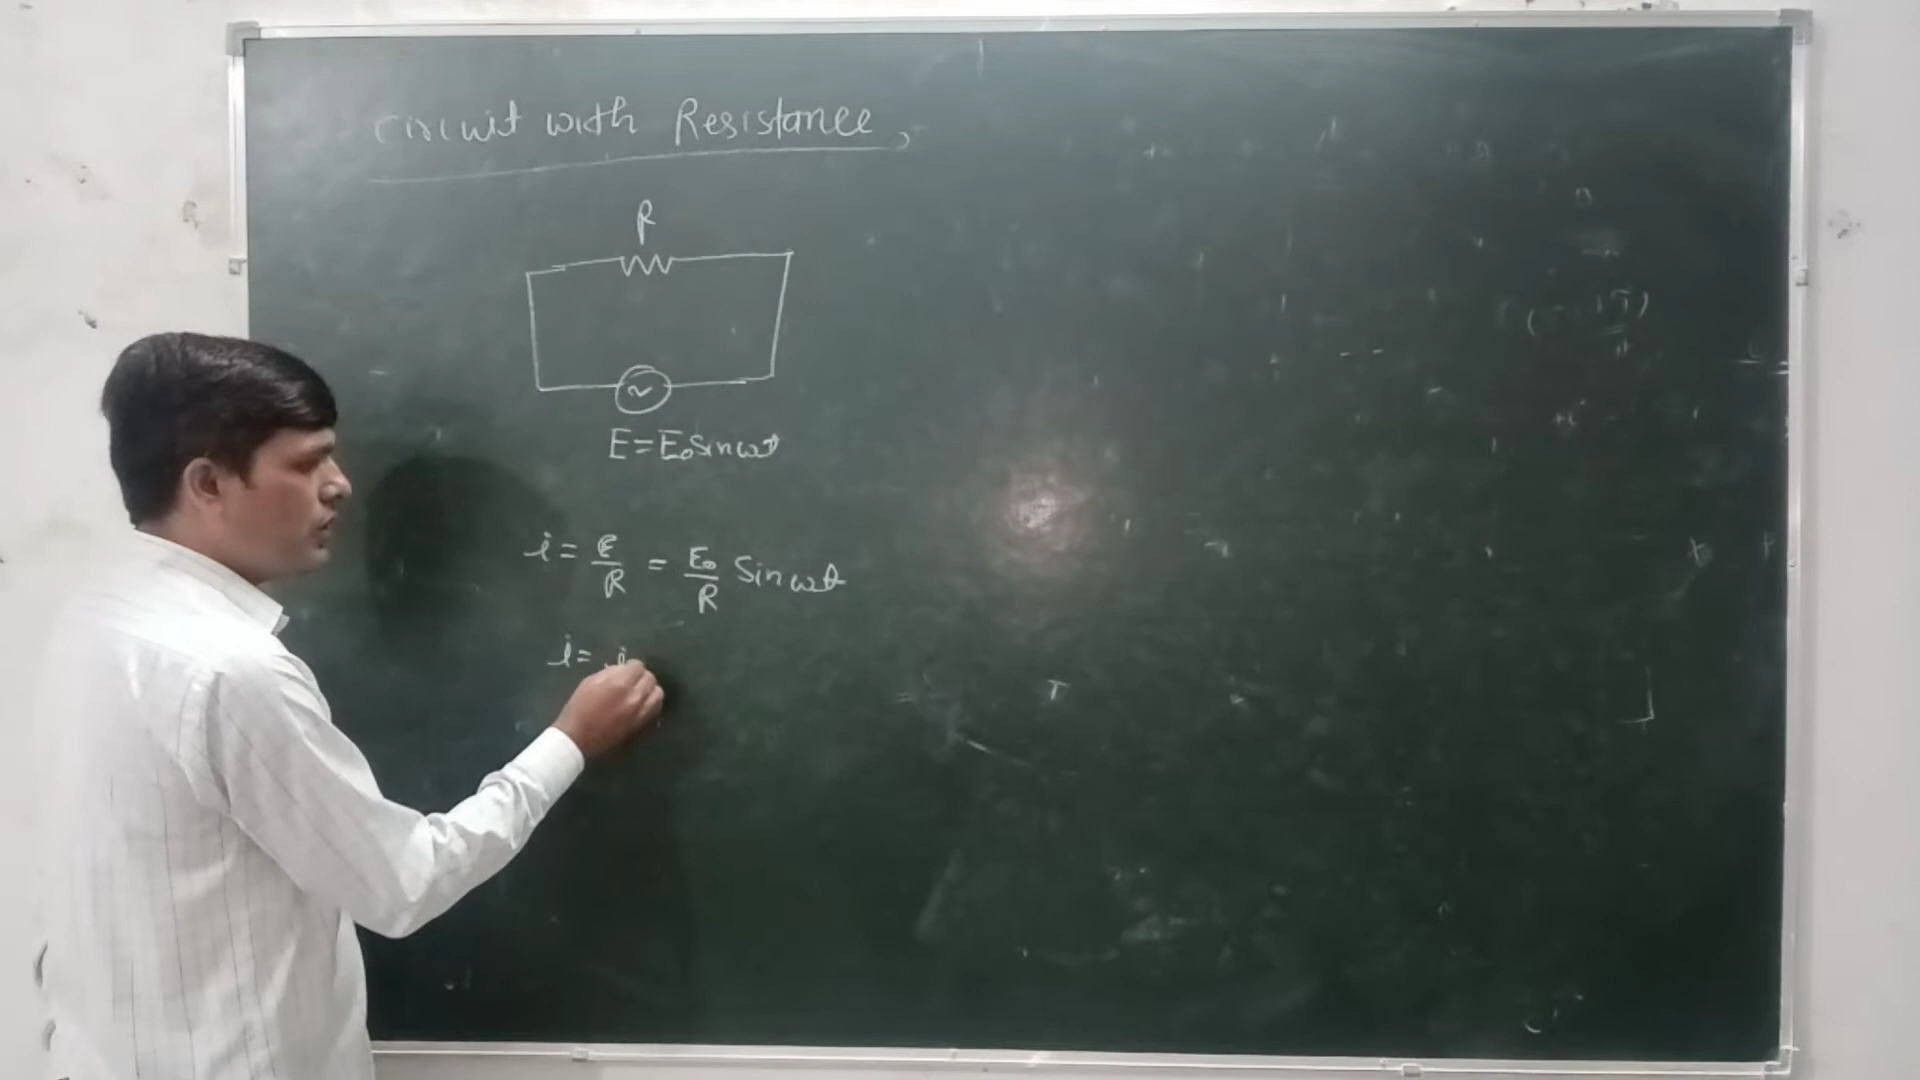 Circuit with Resistance,
R
~
E=E₀sinωt
i = E/R = E₀/R Sinωt
i = i